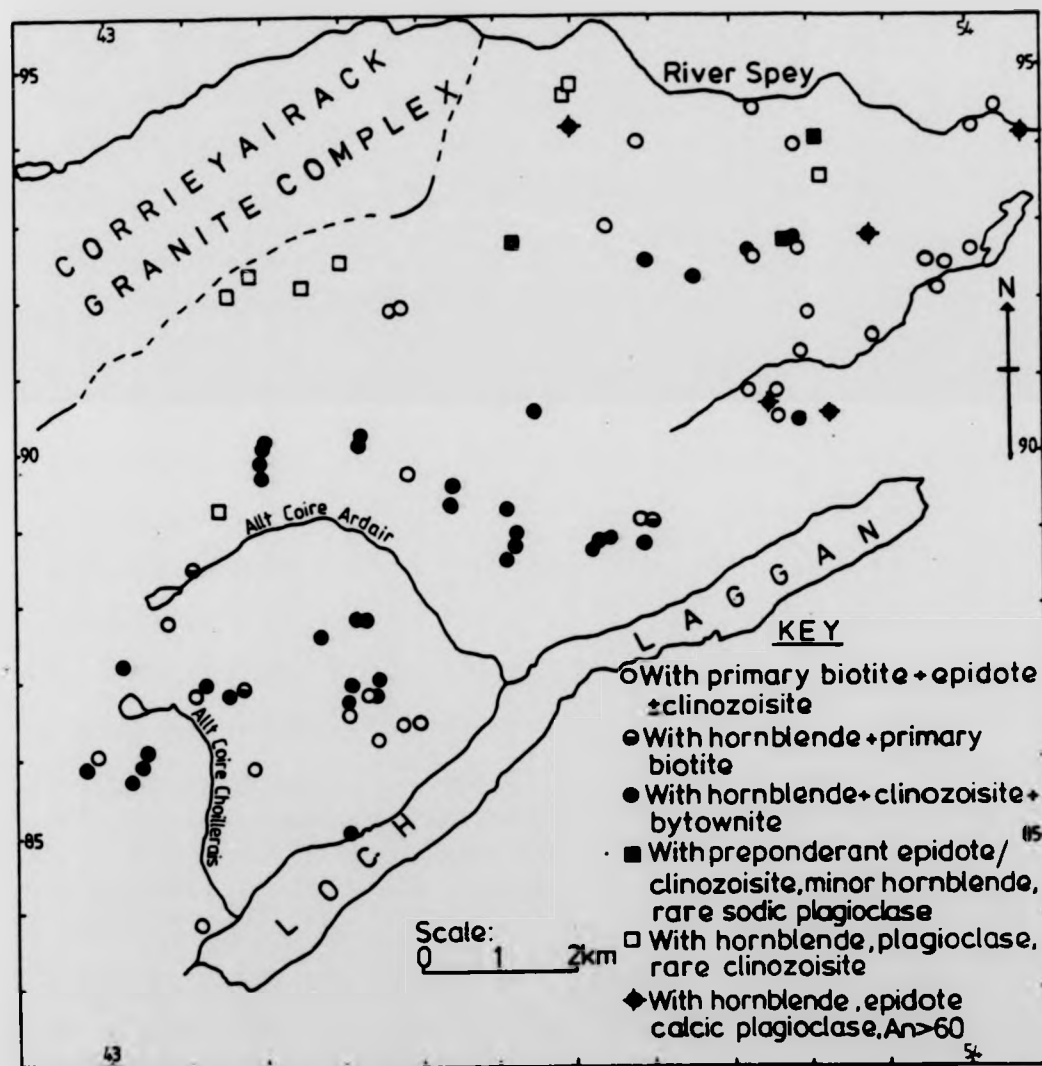 43
54
95
95
River Spey
CORRIEYAIRACK
GRANITE COMPLEX
N
90
90
Allt Coire Ardair
LOCH LAGGAN
Allt Coire Choillerais
85
85
KEY
With primary biotite + epidote
±clinozoisite
With hornblende + primary
biotite
With hornblende + clinozoisite +
bytownite
With preponderant epidote/
clinozoisite, minor hornblende,
rare sodic plagioclase
With hornblende, plagioclase,
rare clinozoisite
With hornblende, epidote
calcic plagioclase, An>60
Scale:
0 1 2km
43
54